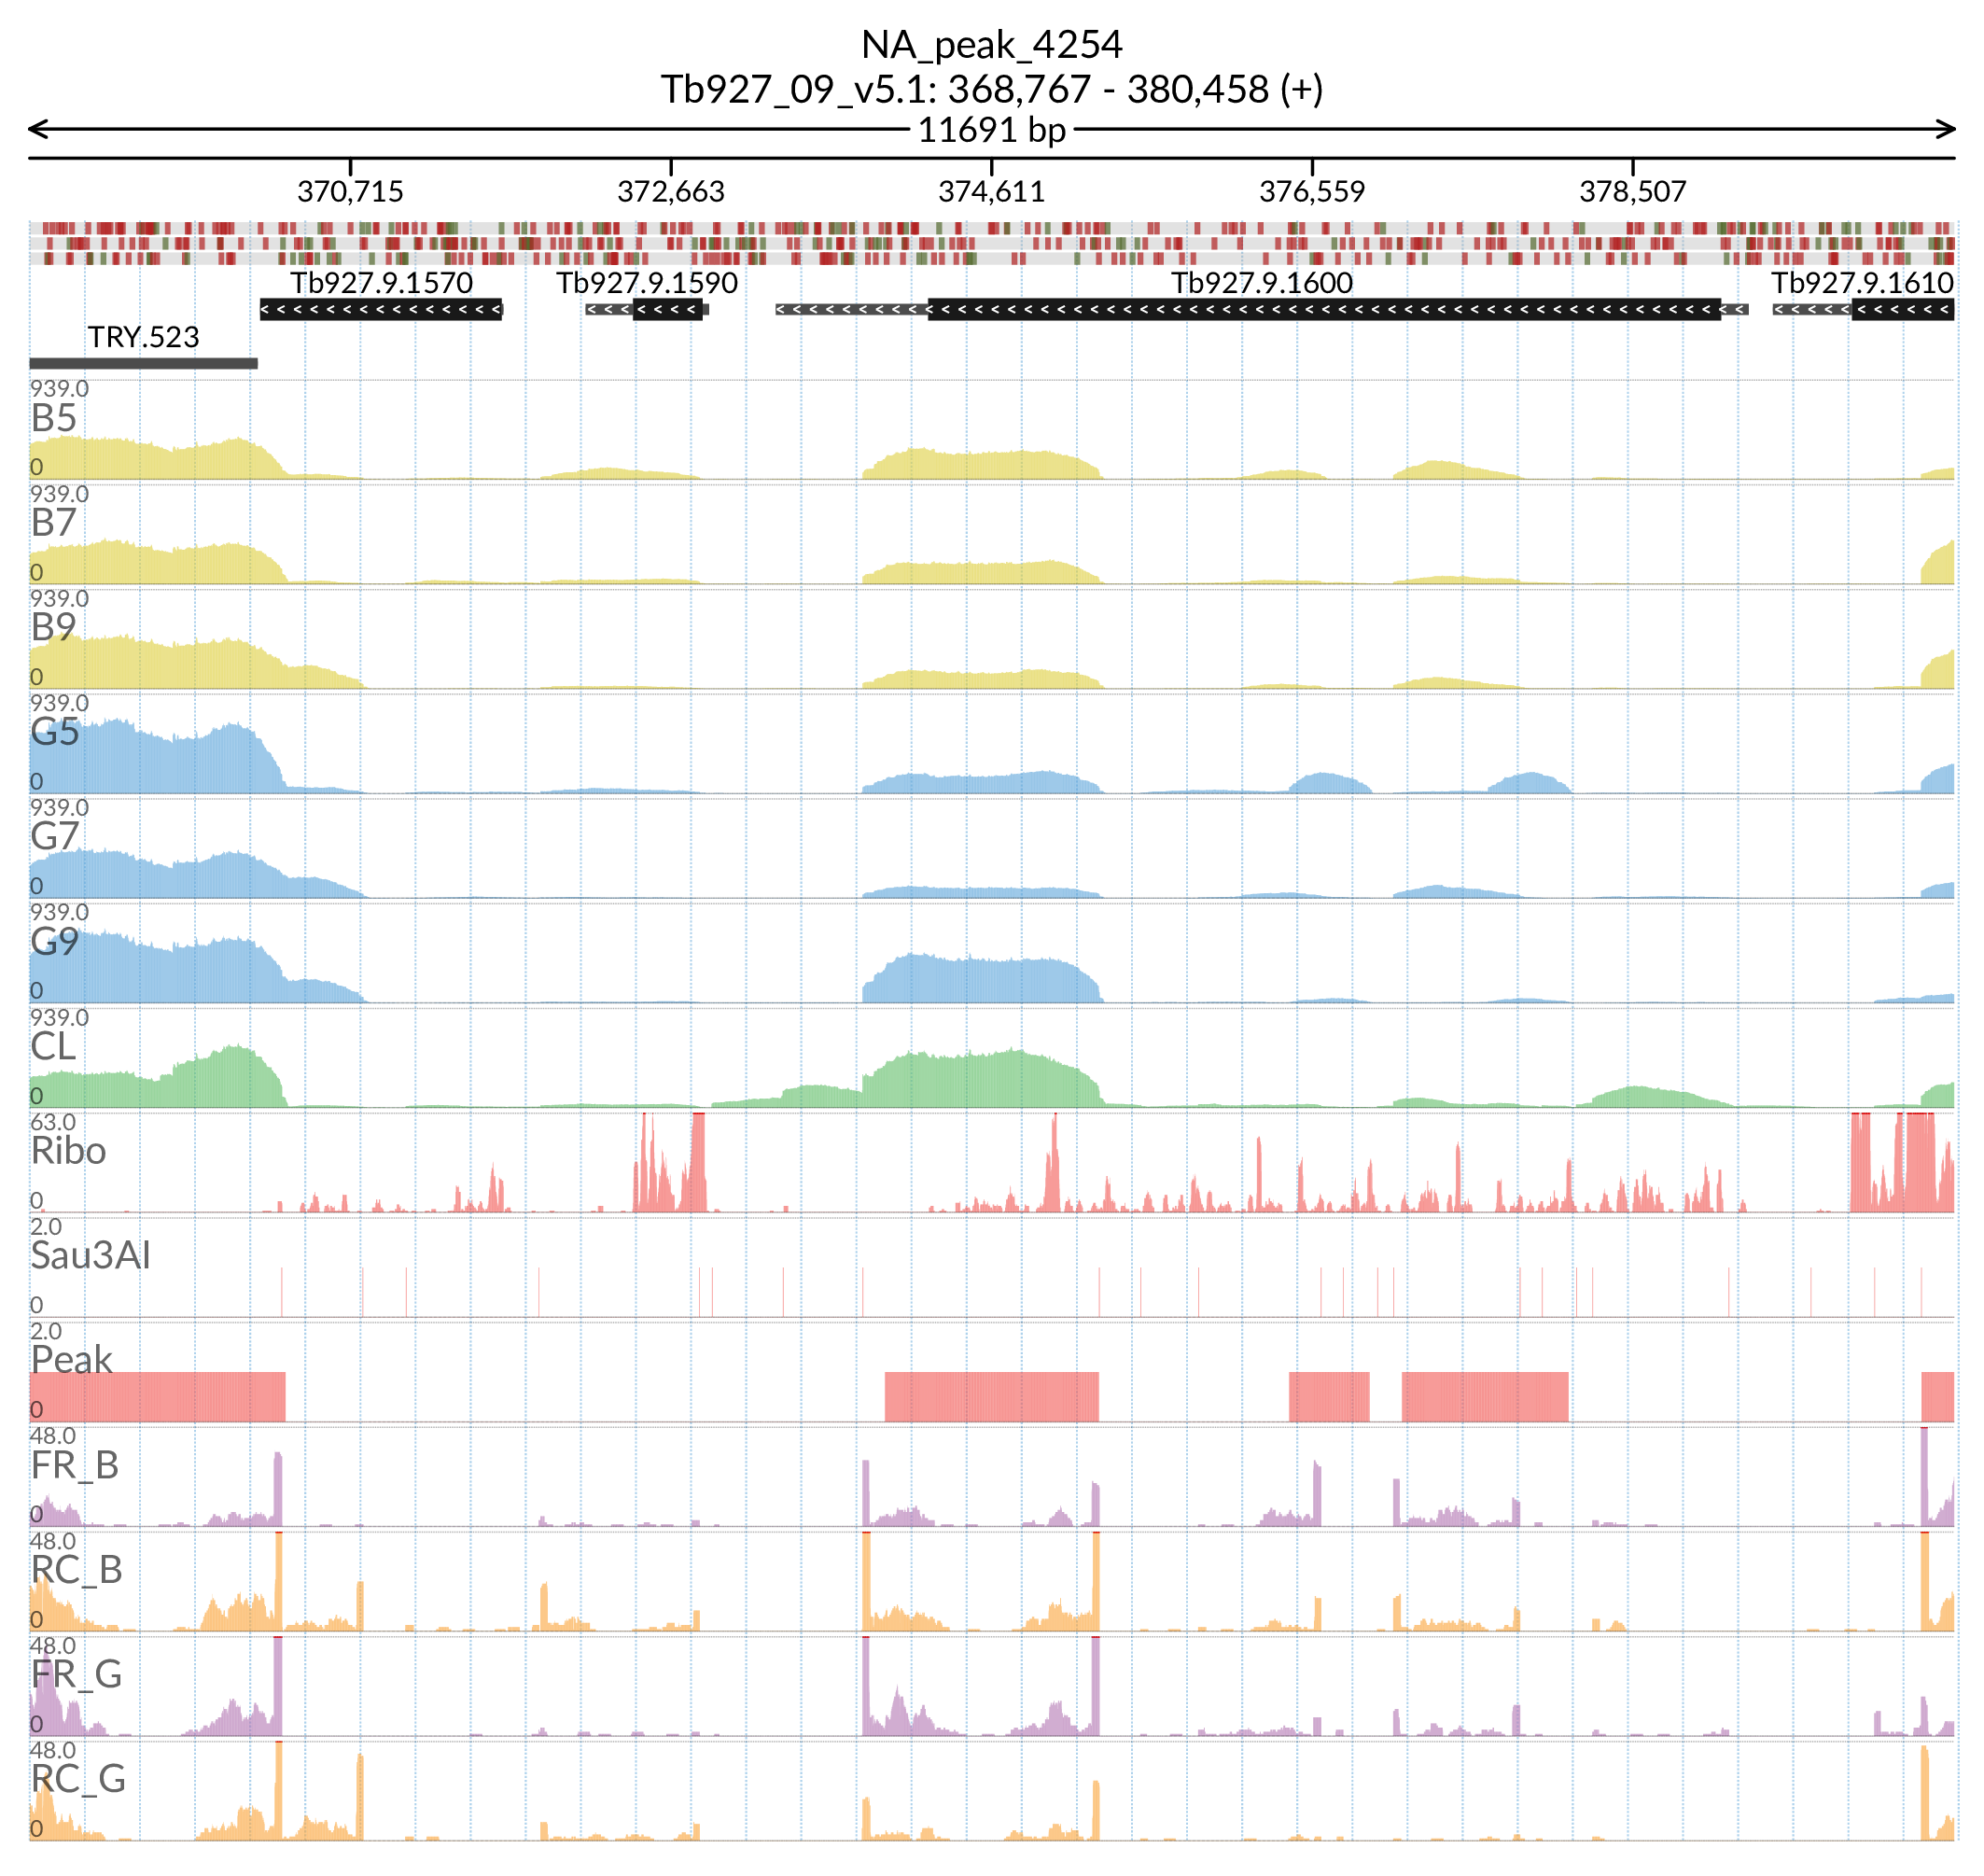 NA_peak_4254
Tb927_09_v5.1: 368,767 - 380,458 (+)
11691 bp
370,715 372,663 374,611 376,559 378,507
Tb927.9.1570 Tb927.9.1590 Tb927.9.1600 Tb927.9.1610
TRY.523
939.0
B5
0
939.0
B7
0
939.0
B9
0
939.0
G5
0
939.0
G7
0
939.0
G9
0
939.0
CL
0
63.0
Ribo
0
2.0
Sau3AI
0
2.0
Peak
0
48.0
FR_B
0
48.0
RC_B
0
48.0
FR_G
0
48.0
RC_G
0